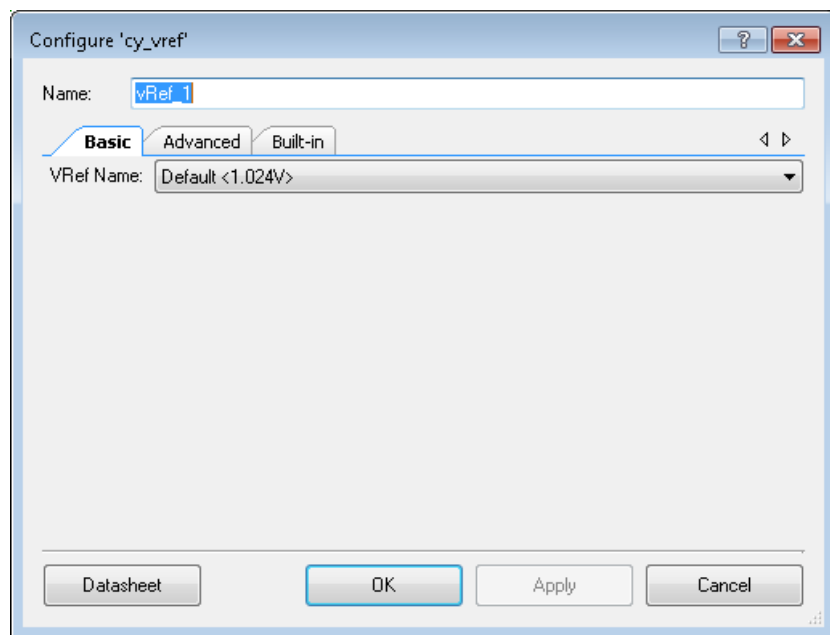 Configure 'cy_vref'
?
Name: vRef_1
Basic Advanced Built-in
VRef Name: Default <1.024V>
Datasheet OK Apply Cancel